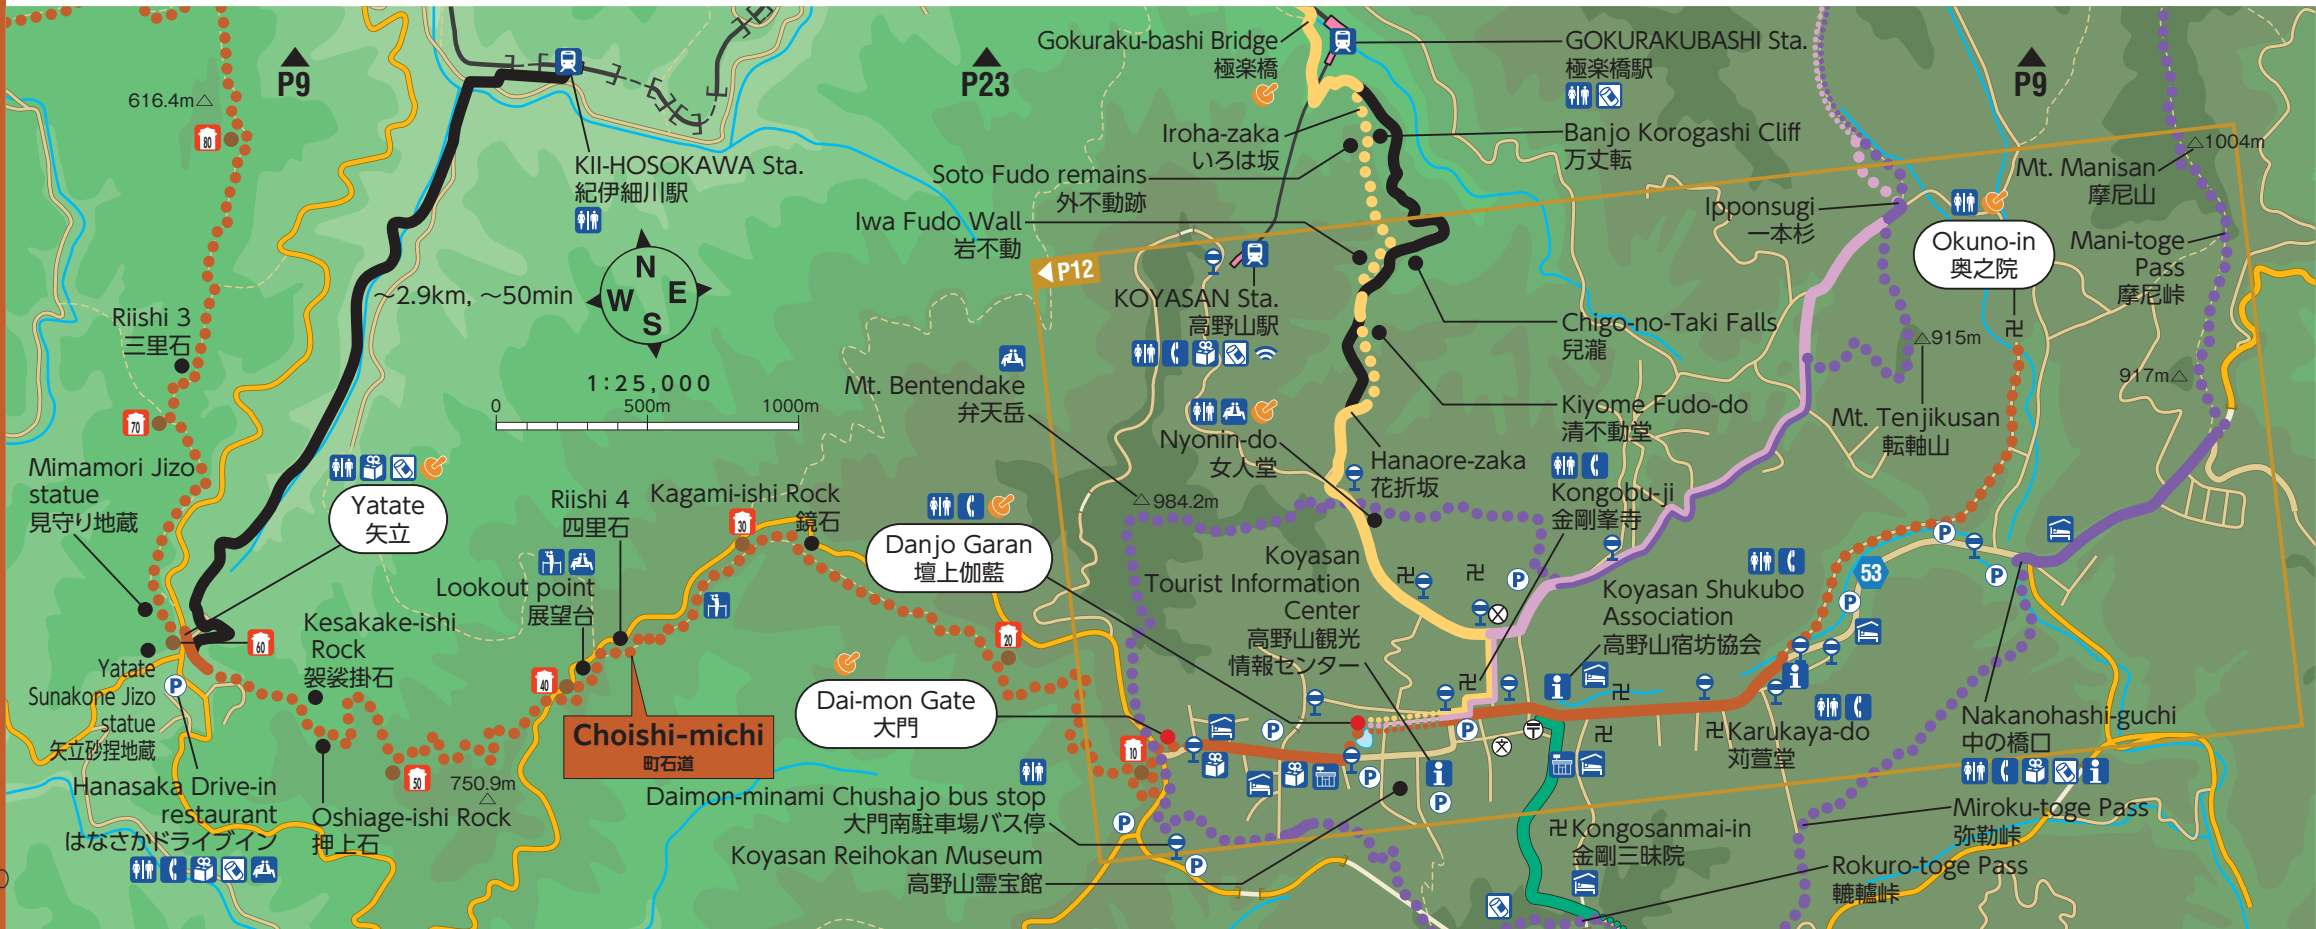 P9
616.4m
80
KII-HOSOKAWA Sta.
紀伊細川駅
P23
Gokuraku-bashi Bridge
極楽橋
GOKURAKUBASHI Sta.
極楽橋駅
P9
Iroha-zaka
いろは坂
Banjo Korogashi Cliff
万丈転
Soto Fudo remains
外不動跡
Iwa Fudo Wall
岩不動
1004m
Mt. Manisan
摩尼山
Ipponsugi
一本杉
Okuno-in
奥之院
Mani-toge
Pass
摩尼峠
P12
N
W
E
S
~2.9km, ~50min
KOYASAN Sta.
高野山駅
Chigo-no-Taki Falls
兒瀧
Riishi 3
三里石
915m
Mt. Tenjikusan
転軸山
917m
1:25,000
0
500m
1000m
Mt. Bentendake
弁天岳
984.2m
Kiyome Fudo-do
清不動堂
Nyonin-do
女人堂
Hanaore-zaka
花折坂
70
Mimamori Jizo
statue
見守り地蔵
Yatate
矢立
Riishi 4
四里石
Kagami-ishi Rock
鏡石
30
Kongobu-ji
金剛峯寺
Danjo Garan
壇上伽藍
Koyasan
Tourist Information
Center
高野山観光
情報センター
Lookout point
展望台
Koyasan Shukubo
Association
高野山宿坊協会
53
Kesakake-ishi
Rock
袈裟掛石
60
20
Yatate
Sunakone Jizo
statue
矢立砂捏地蔵
40
Dai-mon Gate
大門
Choishi-michi
町石道
10
50
750.9m
Karukaya-do
苅萱堂
Nakanohashi-guchi
中の橋口
Hanasaka Drive-in
restaurant
はなさかドライブイン
Oshiage-ishi Rock
押上石
Daimon-minami Chushajo bus stop
大門南駐車場バス停
Koyasan Reihokan Museum
高野山霊宝館
Kongosanmai-in
金剛三昧院
Miroku-toge Pass
弥勒峠
Rokuro-toge Pass
轆轤峠